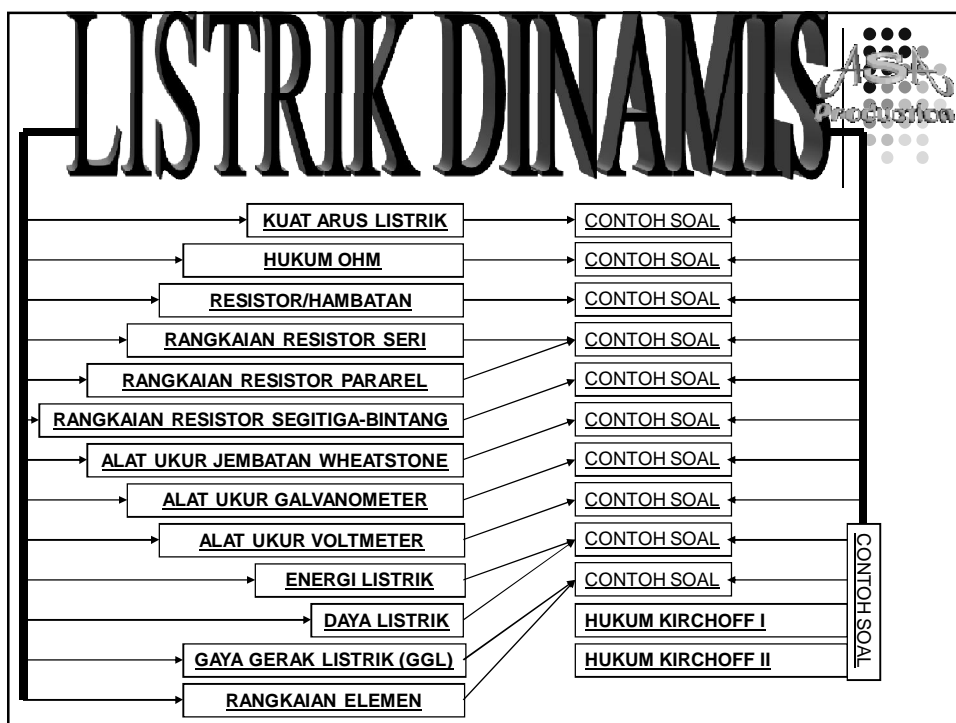 LISTRIK DINAMIS
ASA
Production
KUAT ARUS LISTRIK
CONTOH SOAL
HUKUM OHM
CONTOH SOAL
RESISTOR/HAMBATAN
CONTOH SOAL
RANGKAIAN RESISTOR SERI
CONTOH SOAL
RANGKAIAN RESISTOR PARAREL
CONTOH SOAL
RANGKAIAN RESISTOR SEGITIGA-BINTANG
CONTOH SOAL
ALAT UKUR JEMBATAN WHEATSTONE
CONTOH SOAL
ALAT UKUR GALVANOMETER
CONTOH SOAL
ALAT UKUR VOLTMETER
CONTOH SOAL
ENERGI LISTRIK
CONTOH SOAL
DAYA LISTRIK
HUKUM KIRCHOFF I
GAYA GERAK LISTRIK (GGL)
HUKUM KIRCHOFF II
RANGKAIAN ELEMEN
CONTOH SOAL